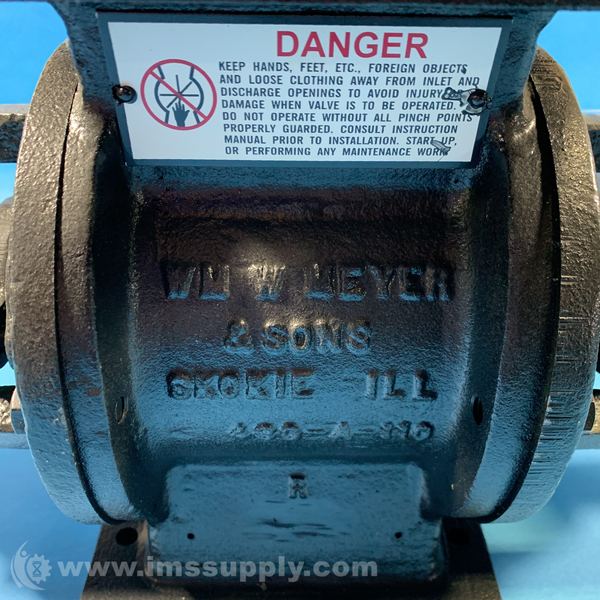 DANGER
KEEP HANDS, FEET, ETC., FOREIGN OBJECTS
AND LOOSE CLOTHING AWAY FROM INLET AND
DISCHARGE OPENINGS TO AVOID INJURY OR
DAMAGE WHEN VALVE IS TO BE OPERATED.
DO NOT OPERATE WITHOUT ALL PINCH POINTS
PROPERLY GUARDED. CONSULT INSTRUCTION
MANUAL PRIOR TO INSTALLATION. START UP,
OR PERFORMING ANY MAINTENANCE WORK
WM W MEYER
& SONS
SKOKIE ILL
R
www.imssupply.com